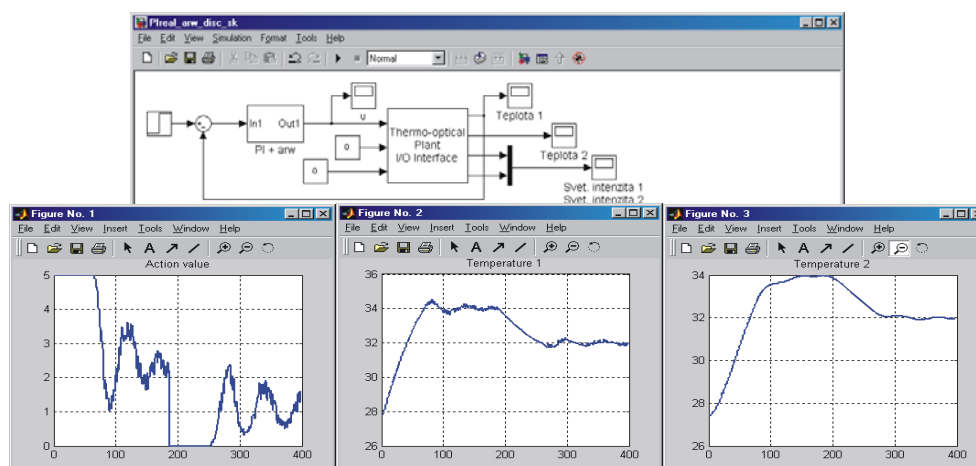 PIreal_arw_disc_sk
File Edit View Simulation Format Tools Help
Normal
In1 Out1
PI + arw
u
0
0
Thermo-optical
Plant
I/O Interface
Teplota 1
Teplota 2
Svet. intenzita 1
Svet. intenzita 2
Figure No. 1
File Edit View Insert Tools Window Help
Action value
5
4
3
2
1
0
0 100 200 300 400
Figure No. 2
File Edit View Insert Tools Window Help
Temperature 1
36
34
32
30
28
26
0 100 200 300 400
Figure No. 3
File Edit View Insert Tools Window Help
Temperature 2
34
32
30
28
26
0 100 200 300 400